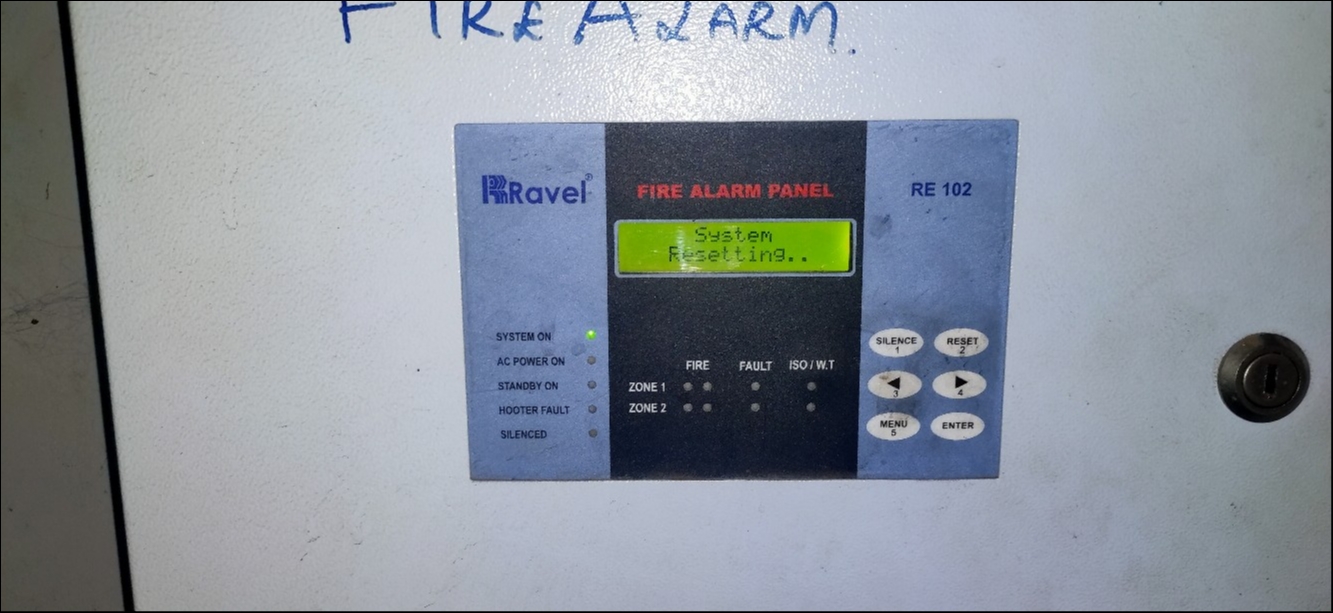 FIRE ALARM.
Ravel®
FIRE ALARM PANEL
RE 102
System
Resetting..
SYSTEM ON
AC POWER ON
STANDBY ON
HOOTER FAULT
SILENCED
FIRE FAULT ISO / W.T
ZONE 1
ZONE 2
SILENCE
1
RESET
2
◀
3
▶
4
MENU
5
ENTER